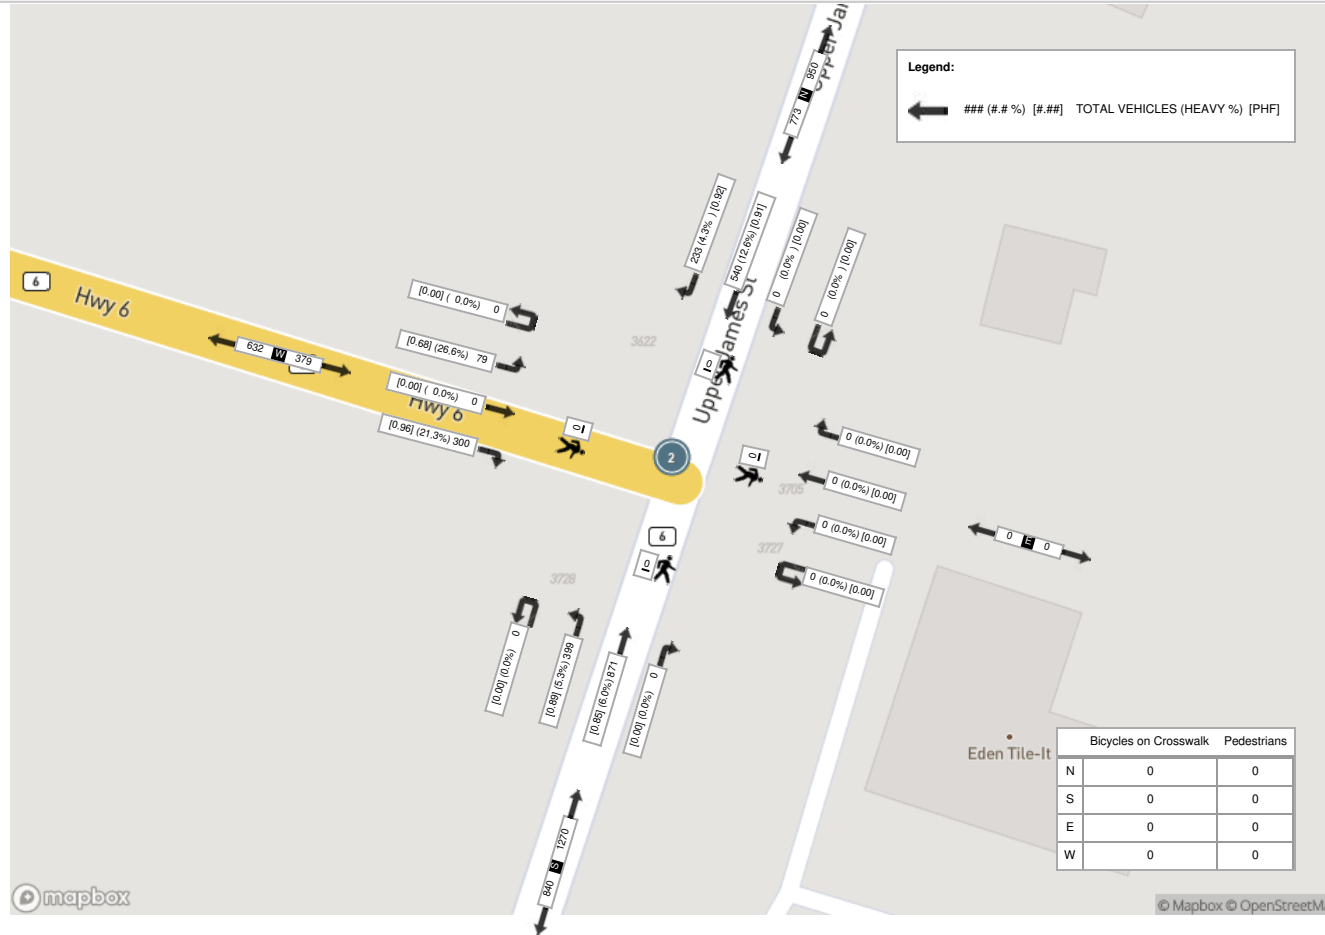 Upper Jam
950
N
773
Legend:
### (#.# %) [#.##] TOTAL VEHICLES (HEAVY %) [PHF]
233 (4.3% ) [0.92]
540 (12.6%) [0.91]
0 (0.0% ) [0.00]
0 (0.0% ) [0.00]
6
Hwy 6
[0.00] ( 0.0%) 0
[0.68] (26.6%) 79
632 W 379
[0.00] ( 0.0%) 0
Hwy 6
[0.96] (21.3%) 300
3622
Upper James St
0
0
0
2
0 (0.0%) [0.00]
0 (0.0%) [0.00]
3705
0 (0.0%) [0.00]
3727
0 (0.0%) [0.00]
0 E 0
6
0
3728
[0.00] (0.0%) 0
[0.89] (5.3%) 399
[0.85] (6.0%) 871
[0.00] (0.0%) 0
840 S 1270
Eden Tile-It
Bicycles on Crosswalk Pedestrians
N 0 0
S 0 0
E 0 0
W 0 0
mapbox
© Mapbox © OpenStreetM